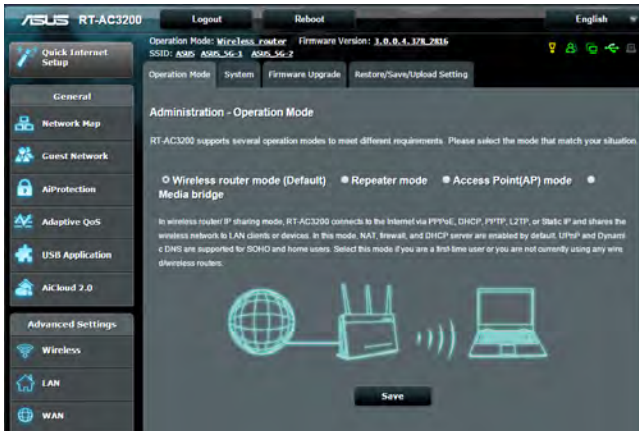 ASUS RT-AC3200
Logout
Reboot
English
Quick Internet
Setup
Operation Mode: Wireless router Firmware Version: 3.0.0.4.378_2816
SSID: ASUS ASUS_5G-1 ASUS_5G-2
Operation Mode
System
Firmware Upgrade
Restore/Save/Upload Setting
General
Network Map
Guest Network
AiProtection
Adaptive QoS
USB Application
AiCloud 2.0
Advanced Settings
Wireless
LAN
WAN
Administration - Operation Mode
RT-AC3200 supports several operation modes to meet different requirements. Please select the mode that match your situation
Wireless router mode (Default) Repeater mode Access Point(AP) mode
Media bridge
In wireless router/ IP sharing mode, RT-AC3200 connects to the Internet via PPPoE, DHCP, PPTP, L2TP, or Static IP and shares the
wireless network to LAN clients or devices. In this mode, NAT, firewall, and DHCP server are enabled by default. UPnP and Dynami
c DNS are supported for SOHO and home users. Select this mode if you are a first-time user or you are not currently using any wire
d/wireless routers.
Save